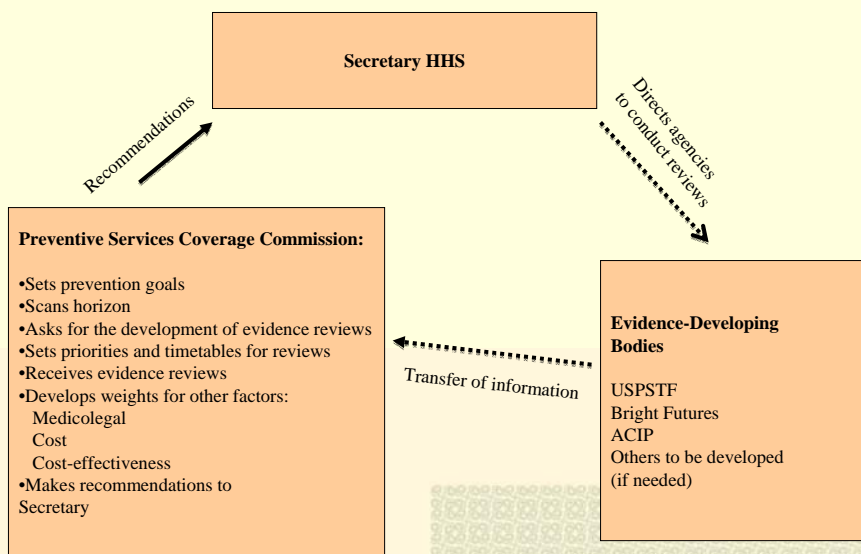 Secretary HHS
Recommendations
Directs agencies
to conduct reviews
Preventive Services Coverage Commission:
•Sets prevention goals
•Scans horizon
•Asks for the development of evidence reviews
•Sets priorities and timetables for reviews
•Receives evidence reviews
•Develops weights for other factors:
Medicolegal
Cost
Cost-effectiveness
•Makes recommendations to
Secretary
Transfer of information
Evidence-Developing
Bodies
USPSTF
Bright Futures
ACIP
Others to be developed
(if needed)